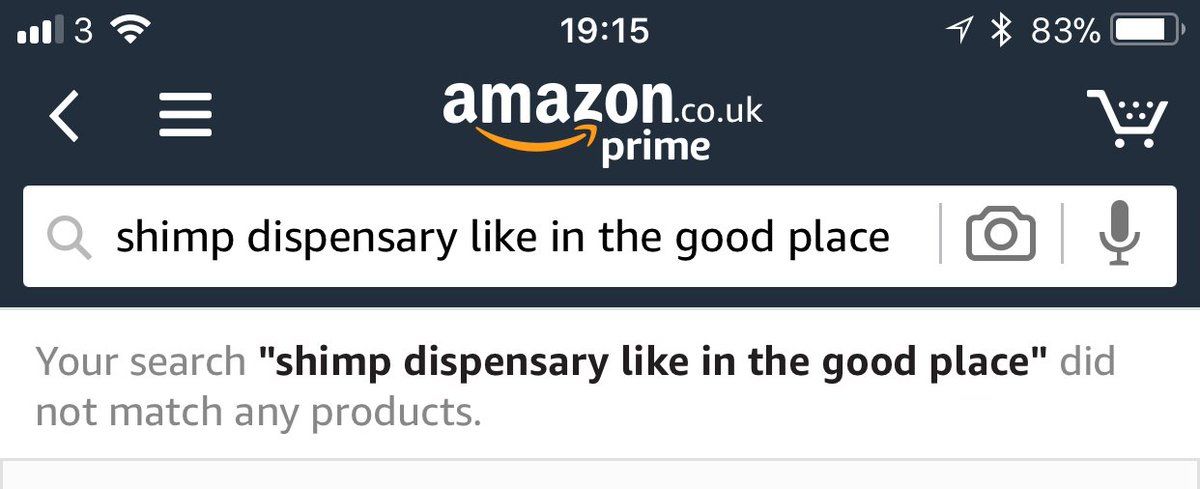 3 19:15 83%
amazon.co.uk
prime
shimp dispensary like in the good place
Your search "shimp dispensary like in the good place" did
not match any products.